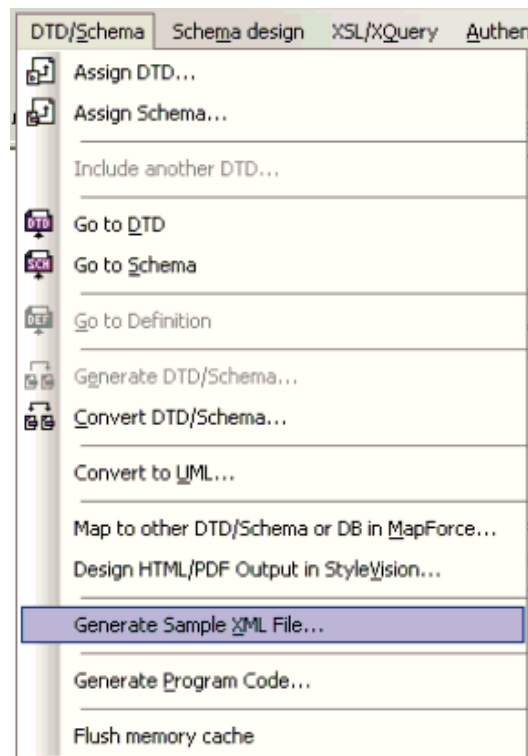 DTD/Schema Schema design XSL/XQuery Authen
Assign DTD...
Assign Schema...
Include another DTD...
DTD Go to DTD
SCH Go to Schema
DEF Go to Definition
Generate DTD/Schema...
Convert DTD/Schema...
Convert to UML...
Map to other DTD/Schema or DB in MapForce...
Design HTML/PDF Output in StyleVision...
Generate Sample XML File...
Generate Program Code...
Flush memory cache